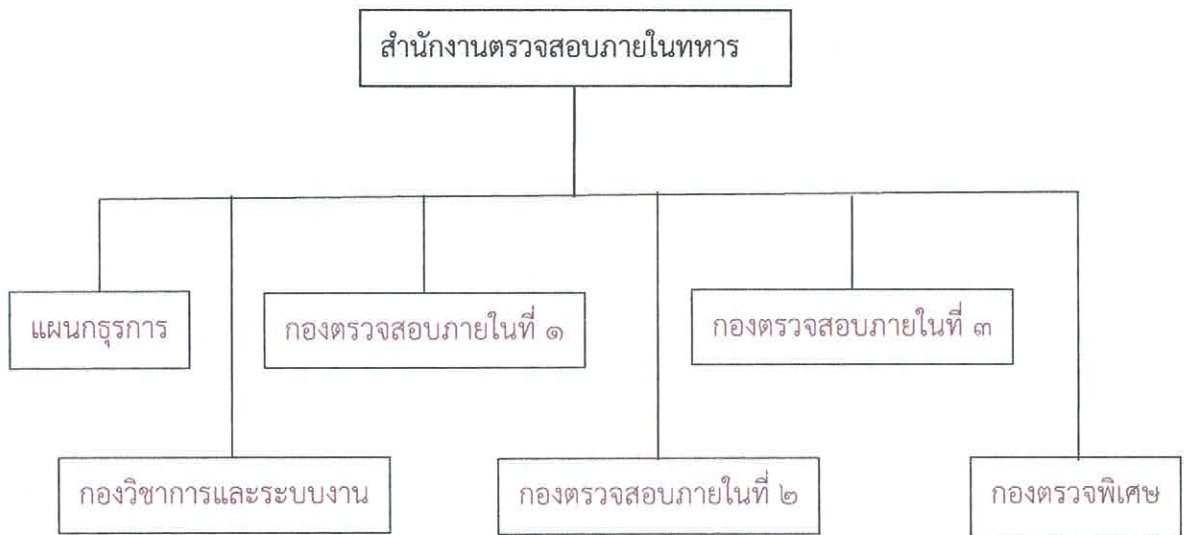 สำนักงานตรวจสอบภายในทหาร
แผนกธุรการ
กองตรวจสอบภายในที่ ๑
กองตรวจสอบภายในที่ ๓
กองวิชาการและระบบงาน
กองตรวจสอบภายในที่ ๒
กองตรวจพิเศษ